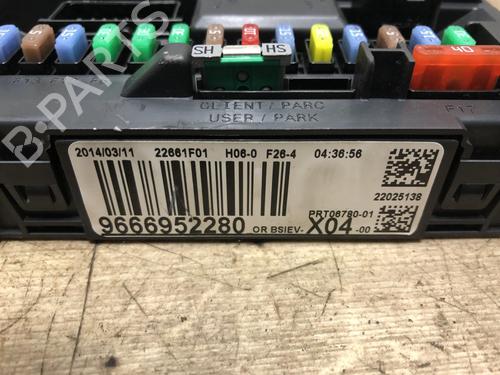 SH HS
40
CLIENT / PARC
USER / PARK
F17
2014/03/11 22661F01 H06-0 F26-4 04:36:56
22025138
PRT06780-01
9666952280 OR BSIEV- X04 -00
B-PARTS